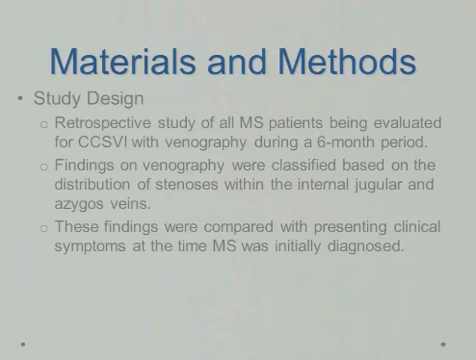 Materials and Methods
• Study Design
○ Retrospective study of all MS patients being evaluated
for CCSVI with venography during a 6-month period.
○ Findings on venography were classified based on the
distribution of stenoses within the internal jugular and
azygos veins.
○ These findings were compared with presenting clinical
symptoms at the time MS was initially diagnosed.